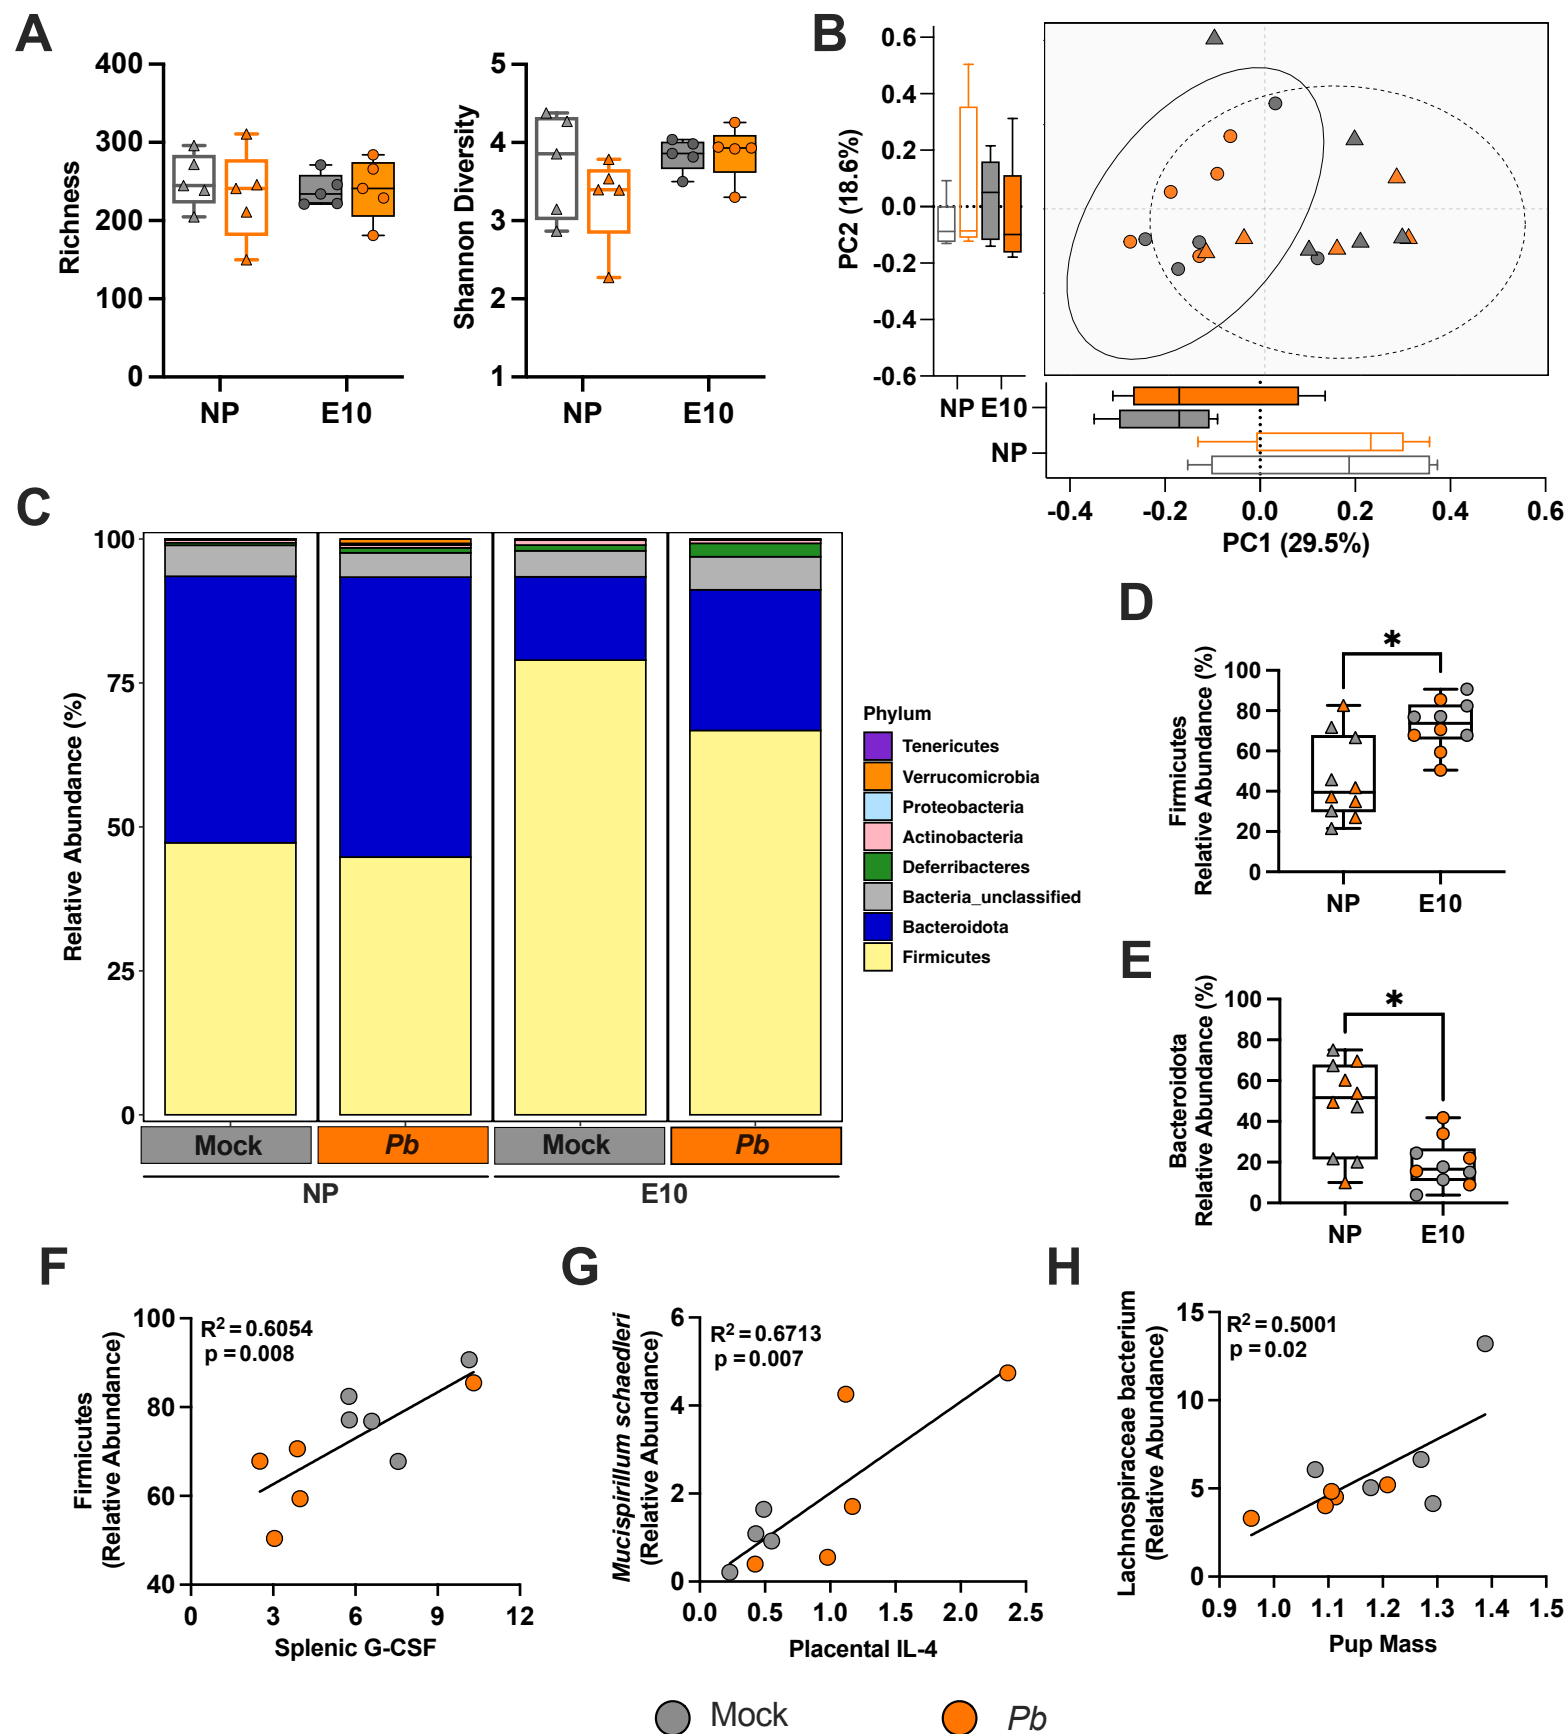 A
400
300
200
100
0
Richness
NP
E10
5
4
3
2
1
Shannon Diversity
NP
E10
B
0.6
0.4
0.2
0.0
-0.2
-0.4
-0.6
PC2 (18.6%)
NP E10
NP
-0.4
-0.2
0.0
0.2
0.4
0.6
PC1 (29.5%)
C
100
75
50
25
0
Relative Abundance (%)
Mock
Pb
Mock
Pb
NP
E10
Phylum
Tenericutes
Verrucomicrobia
Proteobacteria
Actinobacteria
Deferribacteres
Bacteria_unclassified
Bacteroidota
Firmicutes
D
*
100
80
60
40
20
0
Firmicutes
Relative Abundance (%)
NP
E10
E
*
100
80
60
40
20
0
Bacteroidota
Relative Abundance (%)
NP
E10
F
R² = 0.6054
p = 0.008
100
80
60
40
Firmicutes
(Relative Abundance)
0
3
6
9
12
Splenic G-CSF
G
R² = 0.6713
p = 0.007
6
4
2
0
Mucispirillum schaedleri
(Relative Abundance)
0.0
0.5
1.0
1.5
2.0
2.5
Placental IL-4
H
R² = 0.5001
p = 0.02
15
10
5
0
Lachnospiraceae bacterium
(Relative Abundance)
0.9
1.0
1.1
1.2
1.3
1.4
1.5
Pup Mass
Mock
Pb